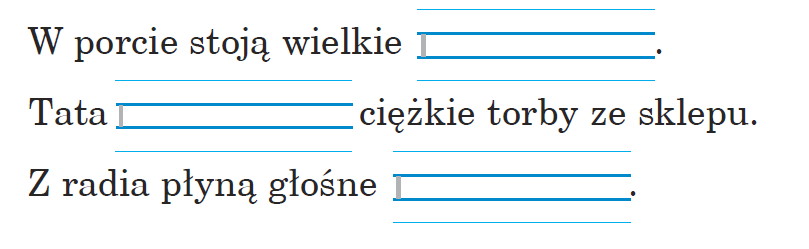 W porcie stoją wielkie .
Tata ciężkie torby ze sklepu.
Z radia płyną głośne .